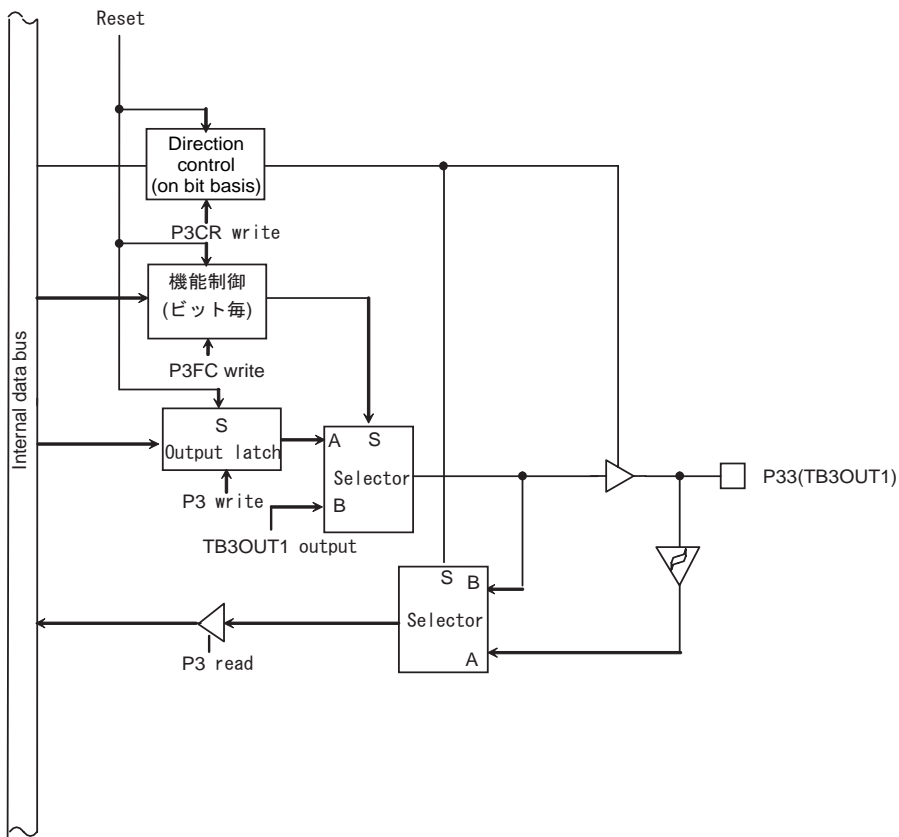 Reset
Direction
control
(on bit basis)
P3CR write
機能制御
(ビット毎)
P3FC write
Internal data bus
S
Output latch
P3 write
A
S
Selector
B
TB3OUT1 output
P33(TB3OUT1)
S
B
Selector
A
P3 read